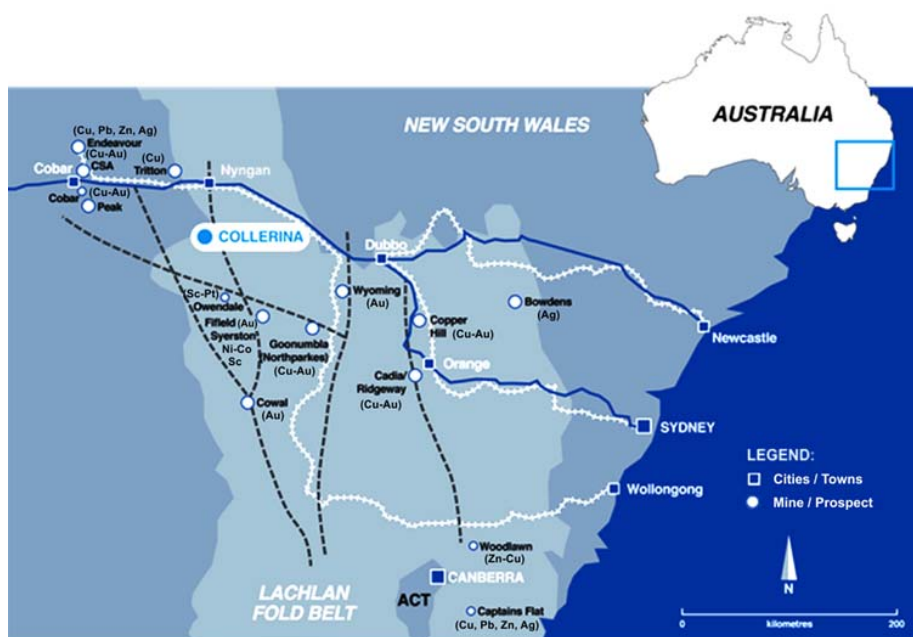 AUSTRALIA
NEW SOUTH WALES
(Cu, Pb, Zn, Ag)
Endeavour
(Cu-Au)
CSA
Cobar
(Cu)
Tritton
Nyngan
Cobar
(Cu-Au)
Peak
COLLERINA
Dubbo
(Sc-Pt)
Owendale
Wyoming
(Au)
Bowdens
(Ag)
Fifield (Au)
Syerston
Ni-Co
Sc
Goonumbla
(Northparkes)
(Cu-Au)
Copper
Hill (Cu-Au)
Newcastle
Orange
Cadia/
Ridgeway
(Cu-Au)
Cowal
(Au)
SYDNEY
LEGEND:
Cities / Towns
Mine / Prospect
Wollongong
Woodlawn
(Zn-Cu)
CANBERRA
ACT
LACHLAN
FOLD BELT
Captains Flat
(Cu, Pb, Zn, Ag)
N
0 200
kilometres